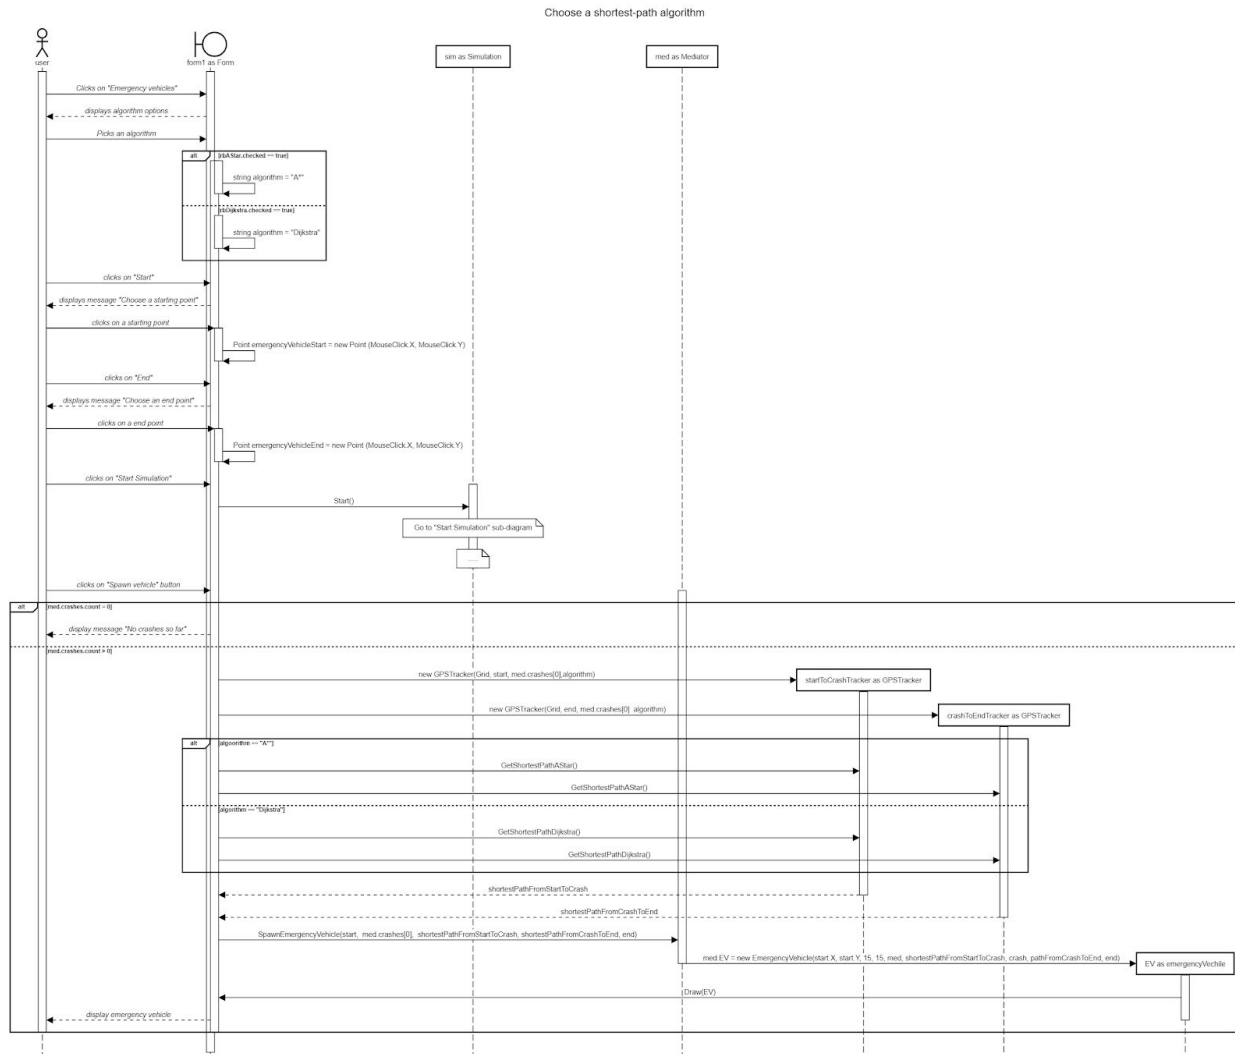 Choose a shortest-path algorithm
user
form1 as Form
sim as Simulation
med as Mediator
Clicks on "Emergency vehicles"
displays algorithm options
Picks an algorithm
alt
[rbAStar.checked == true]
string algorithm = "A*"
[rbDijkstra.checked == true]
string algorithm = "Dijkstra"
clicks on "Start"
displays message "Choose a starting point"
clicks on a starting point
Point emergencyVehicleStart = new Point (MouseClick.X, MouseClick.Y)
clicks on "End"
displays message "Choose an end point"
clicks on a end point
Point emergencyVehicleEnd = new Point (MouseClick.X, MouseClick.Y)
clicks on "Start Simulation"
Start()
Go to "Start Simulation" sub-diagram
clicks on "Spawn vehicle" button
alt
[med.crashes.count = 0]
display message "No crashes so far"
[med.crashes.count > 0]
new GPSTracker(Grid, start, med.crashes[0],algorithm)
startToCrashTracker as GPSTracker
new GPSTracker(Grid, end, med.crashes[0] algorithm)
crashToEndTracker as GPSTracker
alt
[algoorithm == "A*"]
GetShortestPathAStar()
GetShortestPathAStar()
[algorithm == "Dijkstra"]
GetShortestPathDijkstra()
GetShortestPathDijkstra()
shortestPathFromStartToCrash
shortestPathFromCrashToEnd
SpawnEmergencyVehicle(start, med.crashes[0], shortestPathFromStartToCrash, shortestPathFromCrashToEnd, end)
med.EV = new EmergencyVehicle(start.X, start.Y, 15, 15, med, shortestPathFromStartToCrash, crash, pathFromCrashToEnd, end)
EV as emergencyVechile
Draw(EV)
display emergency vehicle